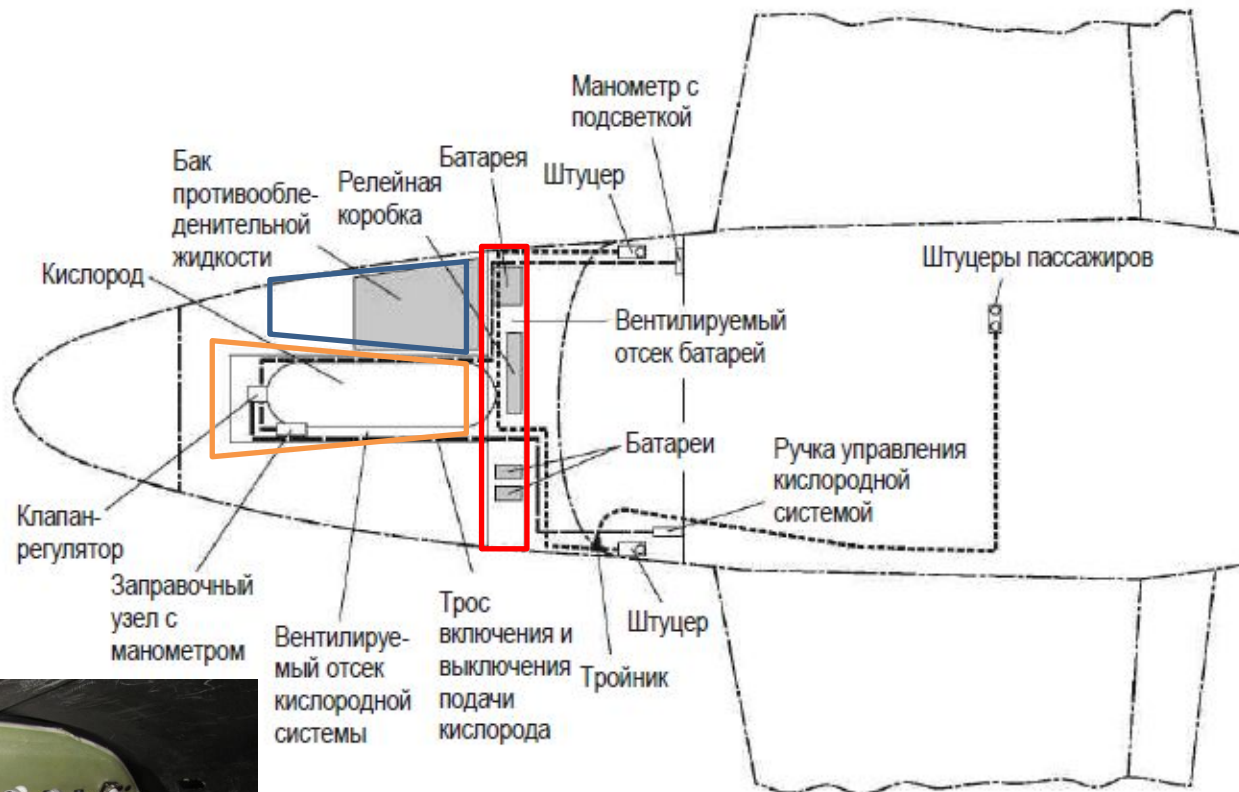 Манометр с
подсветкой
Батарея
Штуцер
Бак
противообле-
денительной
жидкости
Релейная
коробка
Кислород
Штуцеры пассажиров
Вентилируемый
отсек батарей
Батареи
Ручка управления
кислородной
системой
Клапан-
регулятор
Заправочный
узел с
манометром
Вентилируе-
мый отсек
кислородной
системы
Трос
включения и
выключения
подачи
кислорода
Штуцер
Тройник